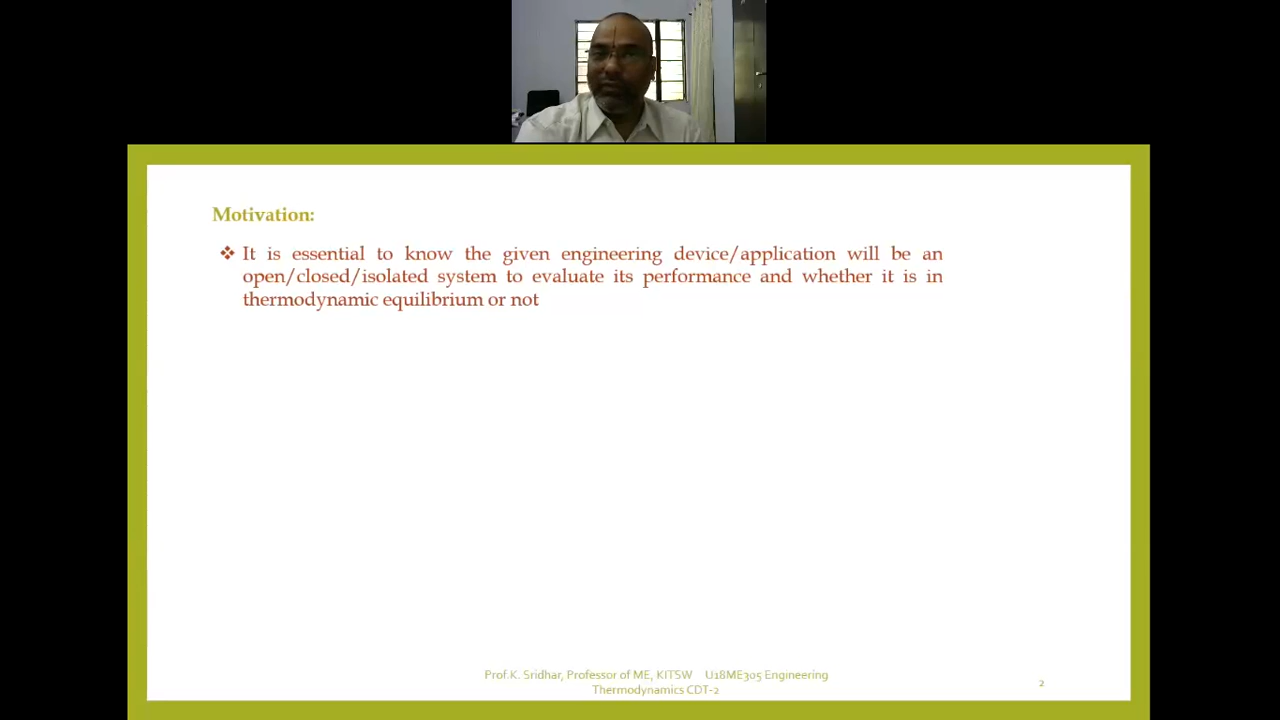 Motivation:
❖ It is essential to know the given engineering device/application will be an
open/closed/isolated system to evaluate its performance and whether it is in
thermodynamic equilibrium or not
Prof.K. Sridhar, Professor of ME, KITSW U18ME305 Engineering
Thermodynamics CDT-2
2